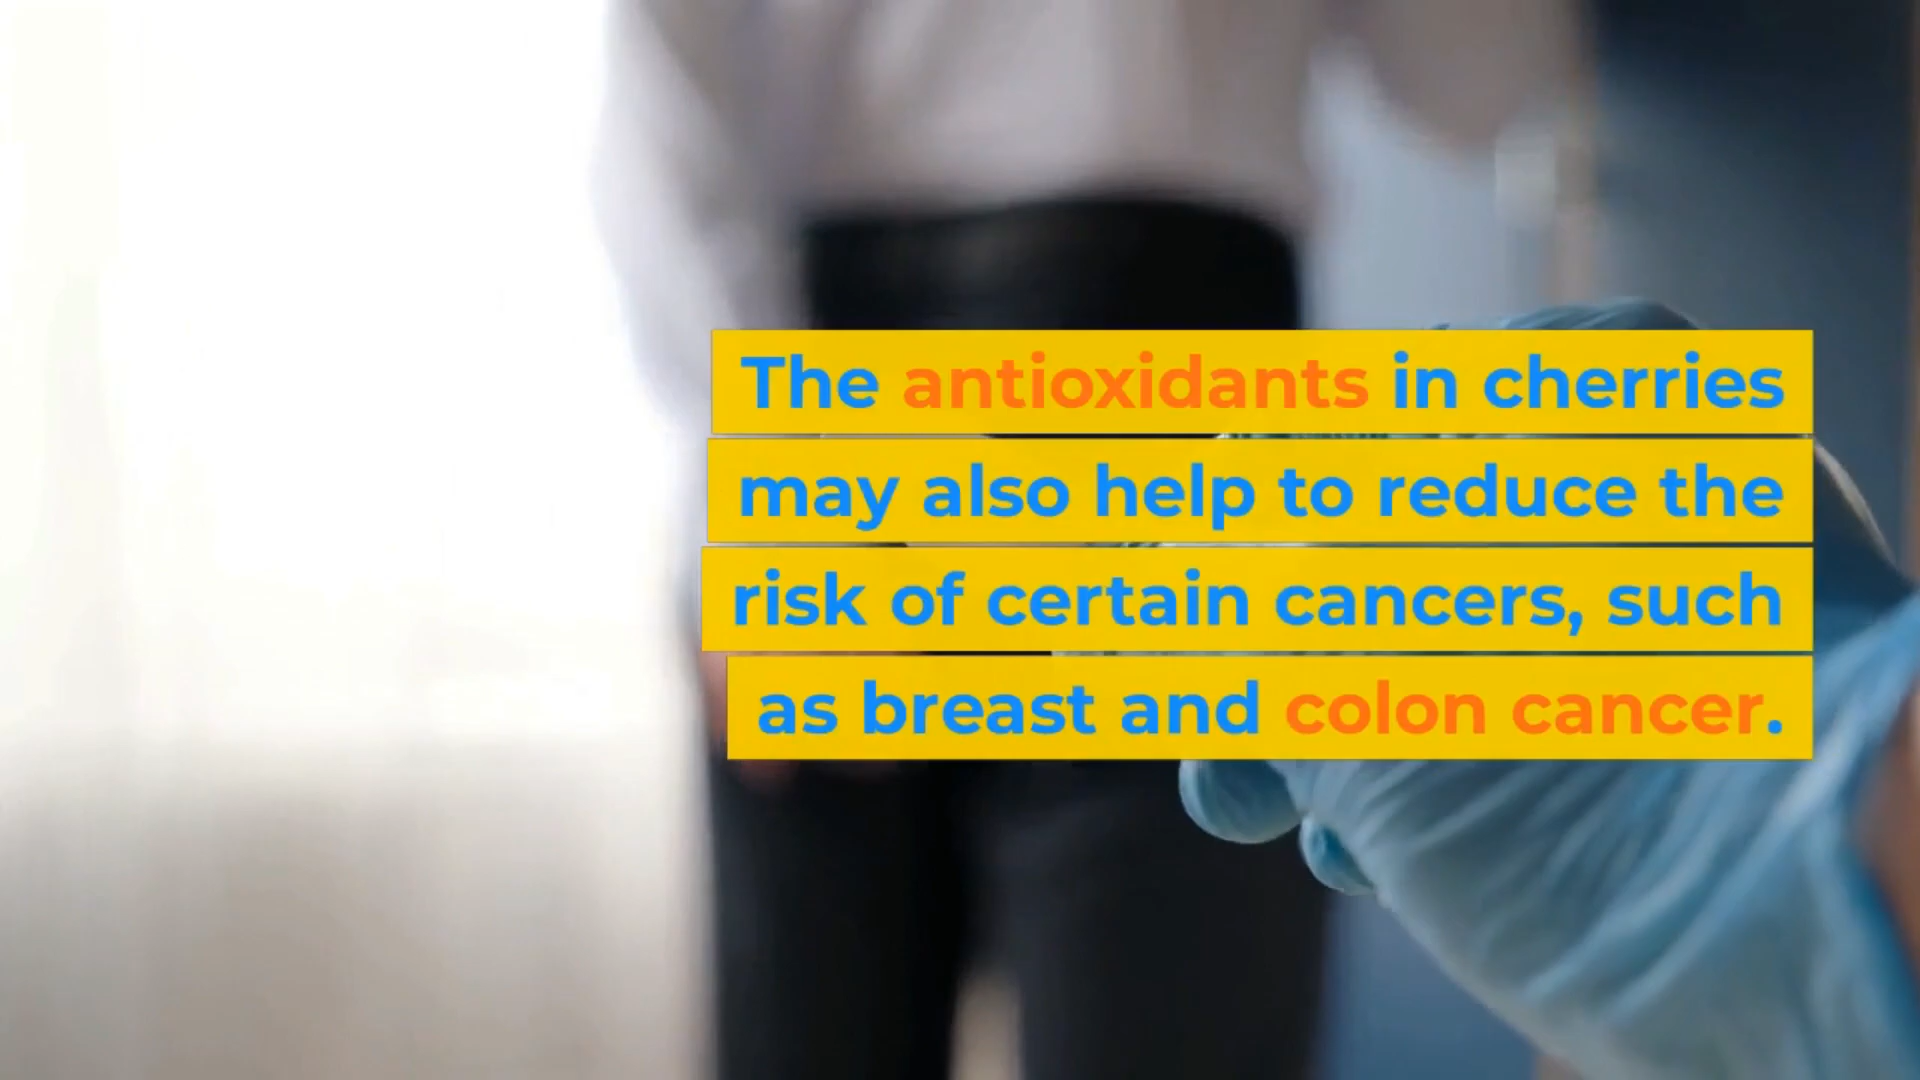 The antioxidants in cherries
may also help to reduce the
risk of certain cancers, such
as breast and colon cancer.